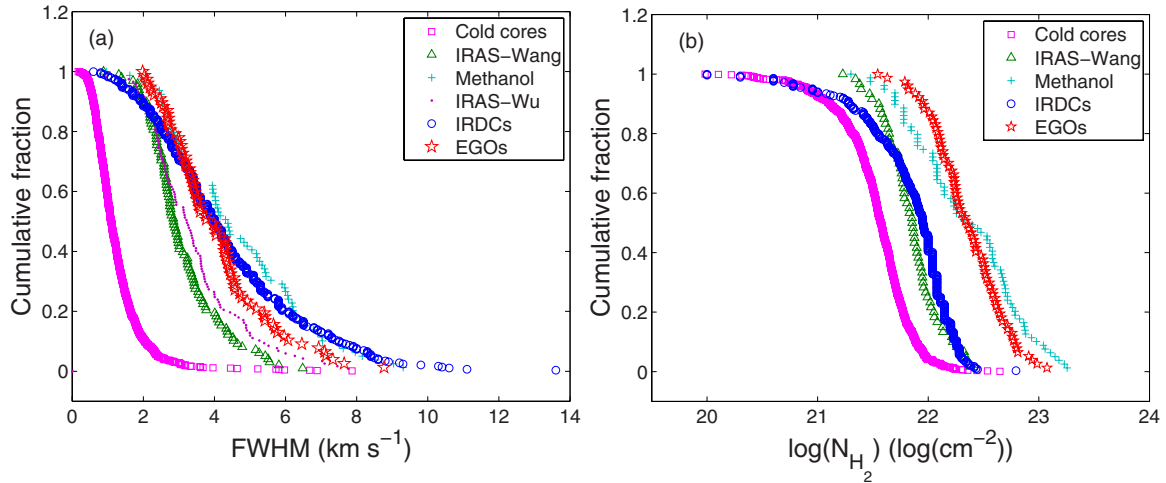 (a)
Cold cores
IRAS−Wang
Methanol
IRAS−Wu
IRDCs
EGOs
1.2
1
0.8
0.6
0.4
0.2
0
Cumulative fraction
0 2 4 6 8 10 12 14
FWHM (km s⁻¹)
(b)
Cold cores
IRAS−Wang
Methanol
IRDCs
EGOs
1.2
1
0.8
0.6
0.4
0.2
0
Cumulative fraction
20 21 22 23 24
log(N_H₂) (log(cm⁻²))